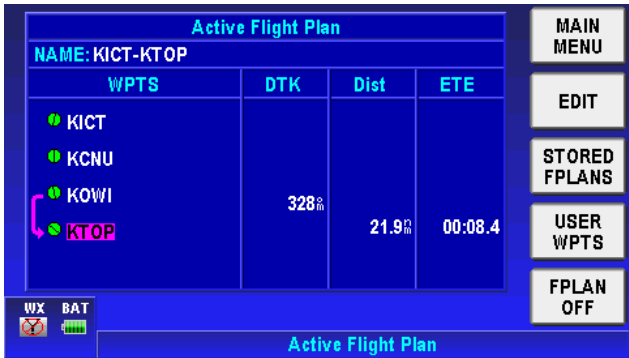 Active Flight Plan
NAME: KICT-KTOP
WPTS DTK Dist ETE
KICT
KCNU
KOWI
328°m
KTOP
21.9nm 00:08.4
MAIN
MENU
EDIT
STORED
FPLANS
USER
WPTS
FPLAN
OFF
WX BAT
Active Flight Plan